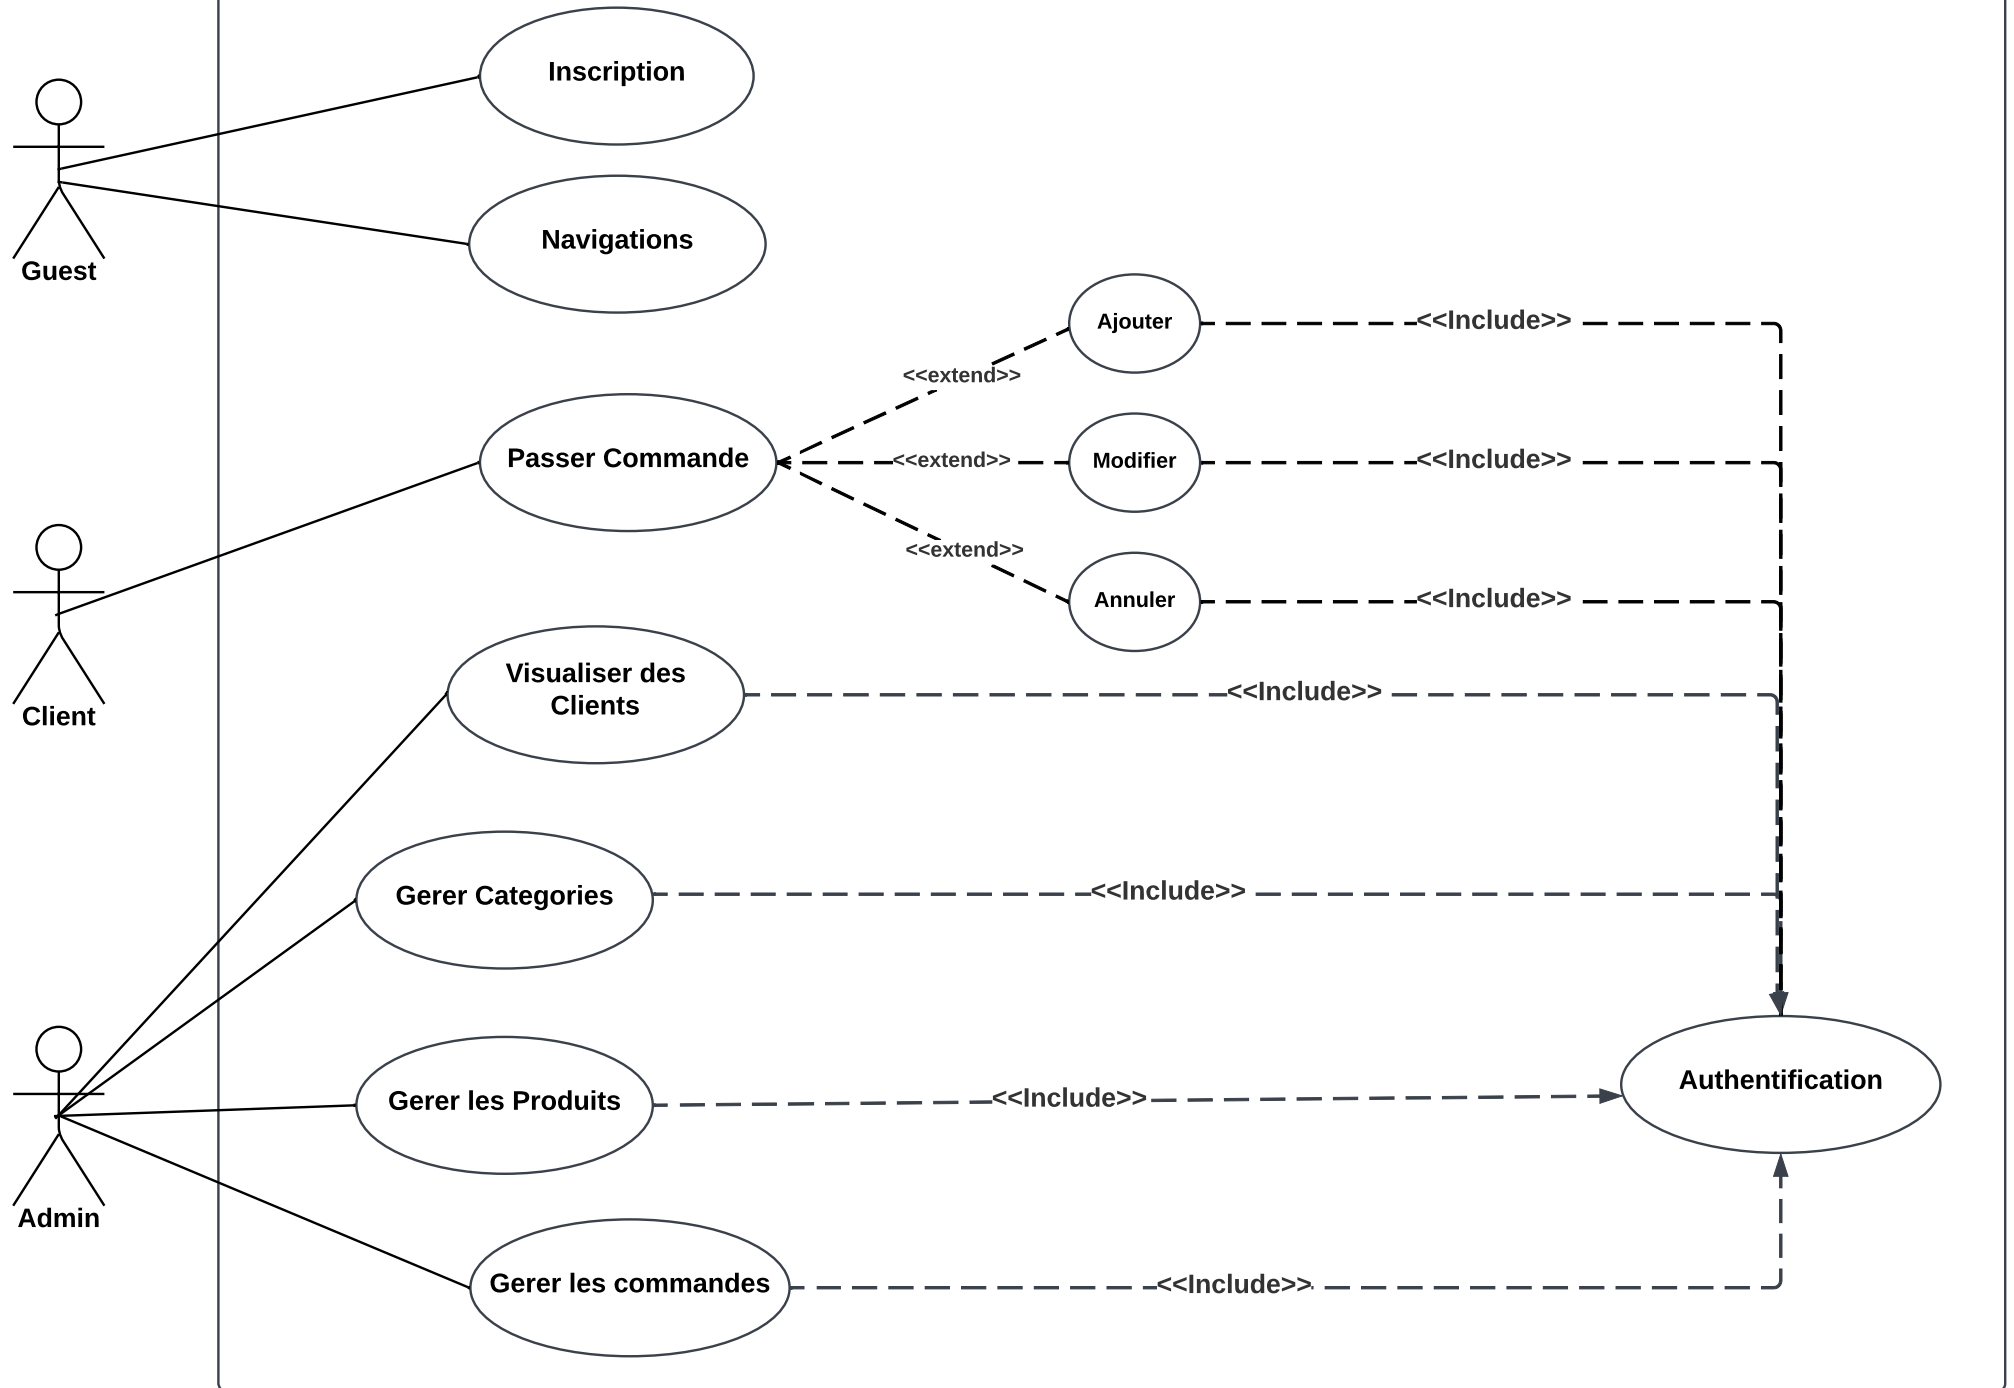 Inscription
Guest
Navigations
Ajouter
<<Include>>
<<extend>>
Passer Commande
<<extend>>
Modifier
<<Include>>
<<extend>>
Annuler
<<Include>>
Client
Visualiser des
Clients
<<Include>>
Gerer Categories
<<Include>>
Gerer les Produits
<<Include>>
Authentification
Admin
Gerer les commandes
<<Include>>